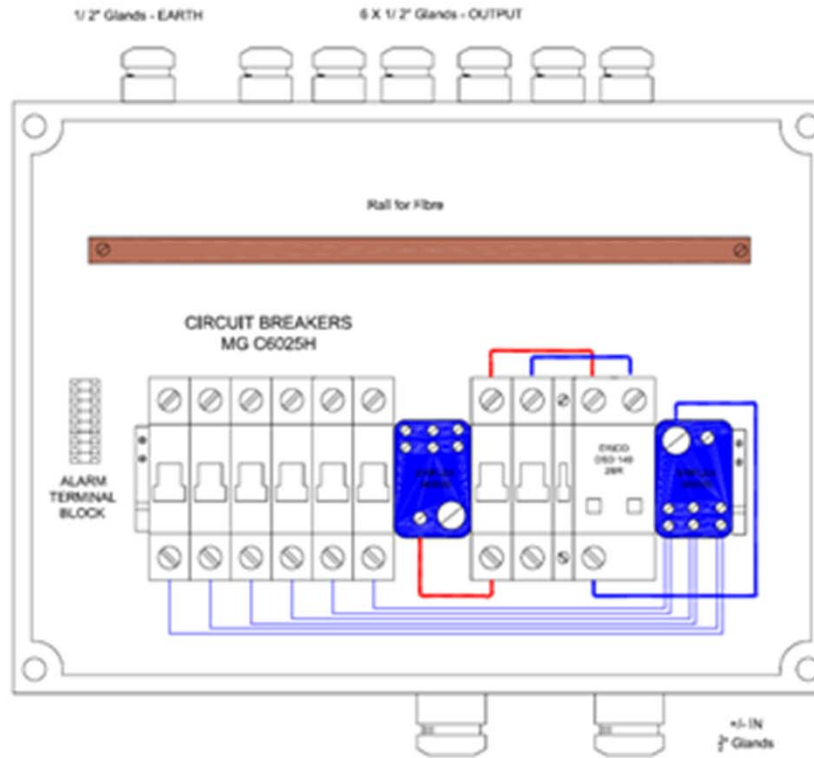 1/ 2" Glands - EARTH
6 X 1/ 2" Glands - OUTPUT
Rail for Fibre
CIRCUIT BREAKERS
MG C6025H
ALARM
TERMINAL
BLOCK
+/- IN
Glands